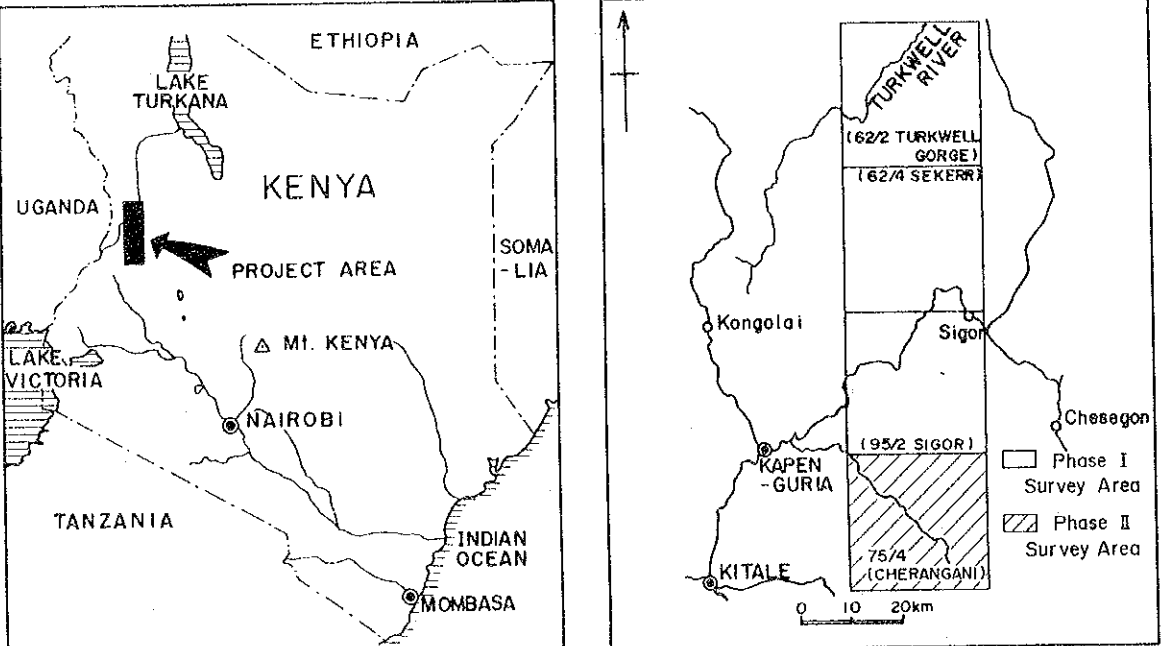 ETHIOPIA
LAKE
TURKANA
KENYA
UGANDA
SOMA
-LIA
PROJECT AREA
Mt. KENYA
LAKE
VICTORIA
NAIROBI
TANZANIA
INDIAN
OCEAN
MOMBASA
TURKWELL
RIVER
(62/2 TURKWELL
GORGE)
(62/4 SEKERR)
Kongolai
Sigor
Chesegon
(95/2 SIGOR)
KAPEN
-GURIA
Phase I
Survey Area
Phase II
Survey Area
75/4
(CHERANGANI)
KITALE
0 10 20km